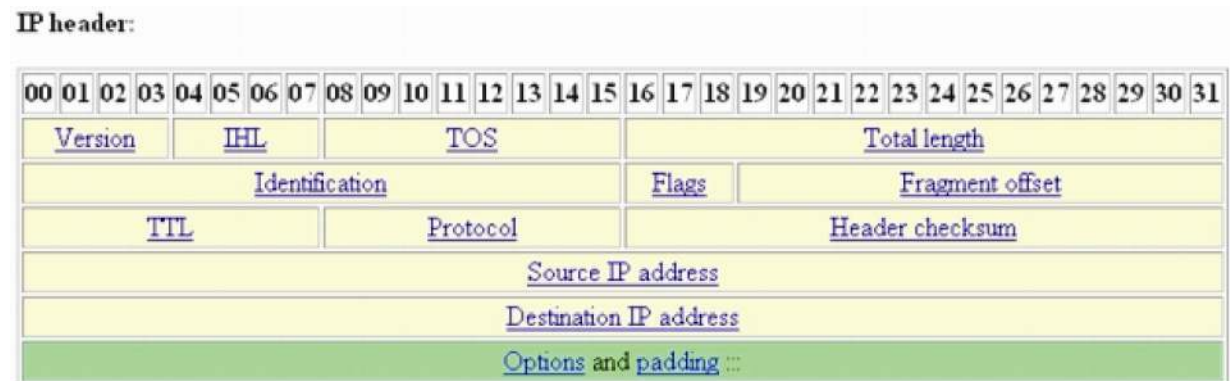 IP header:
00 01 02 03 04 05 06 07 08 09 10 11 12 13 14 15 16 17 18 19 20 21 22 23 24 25 26 27 28 29 30 31
Version IHL TOS Total length
Identification Flags Fragment offset
TTL Protocol Header checksum
Source IP address
Destination IP address
Options and padding :::